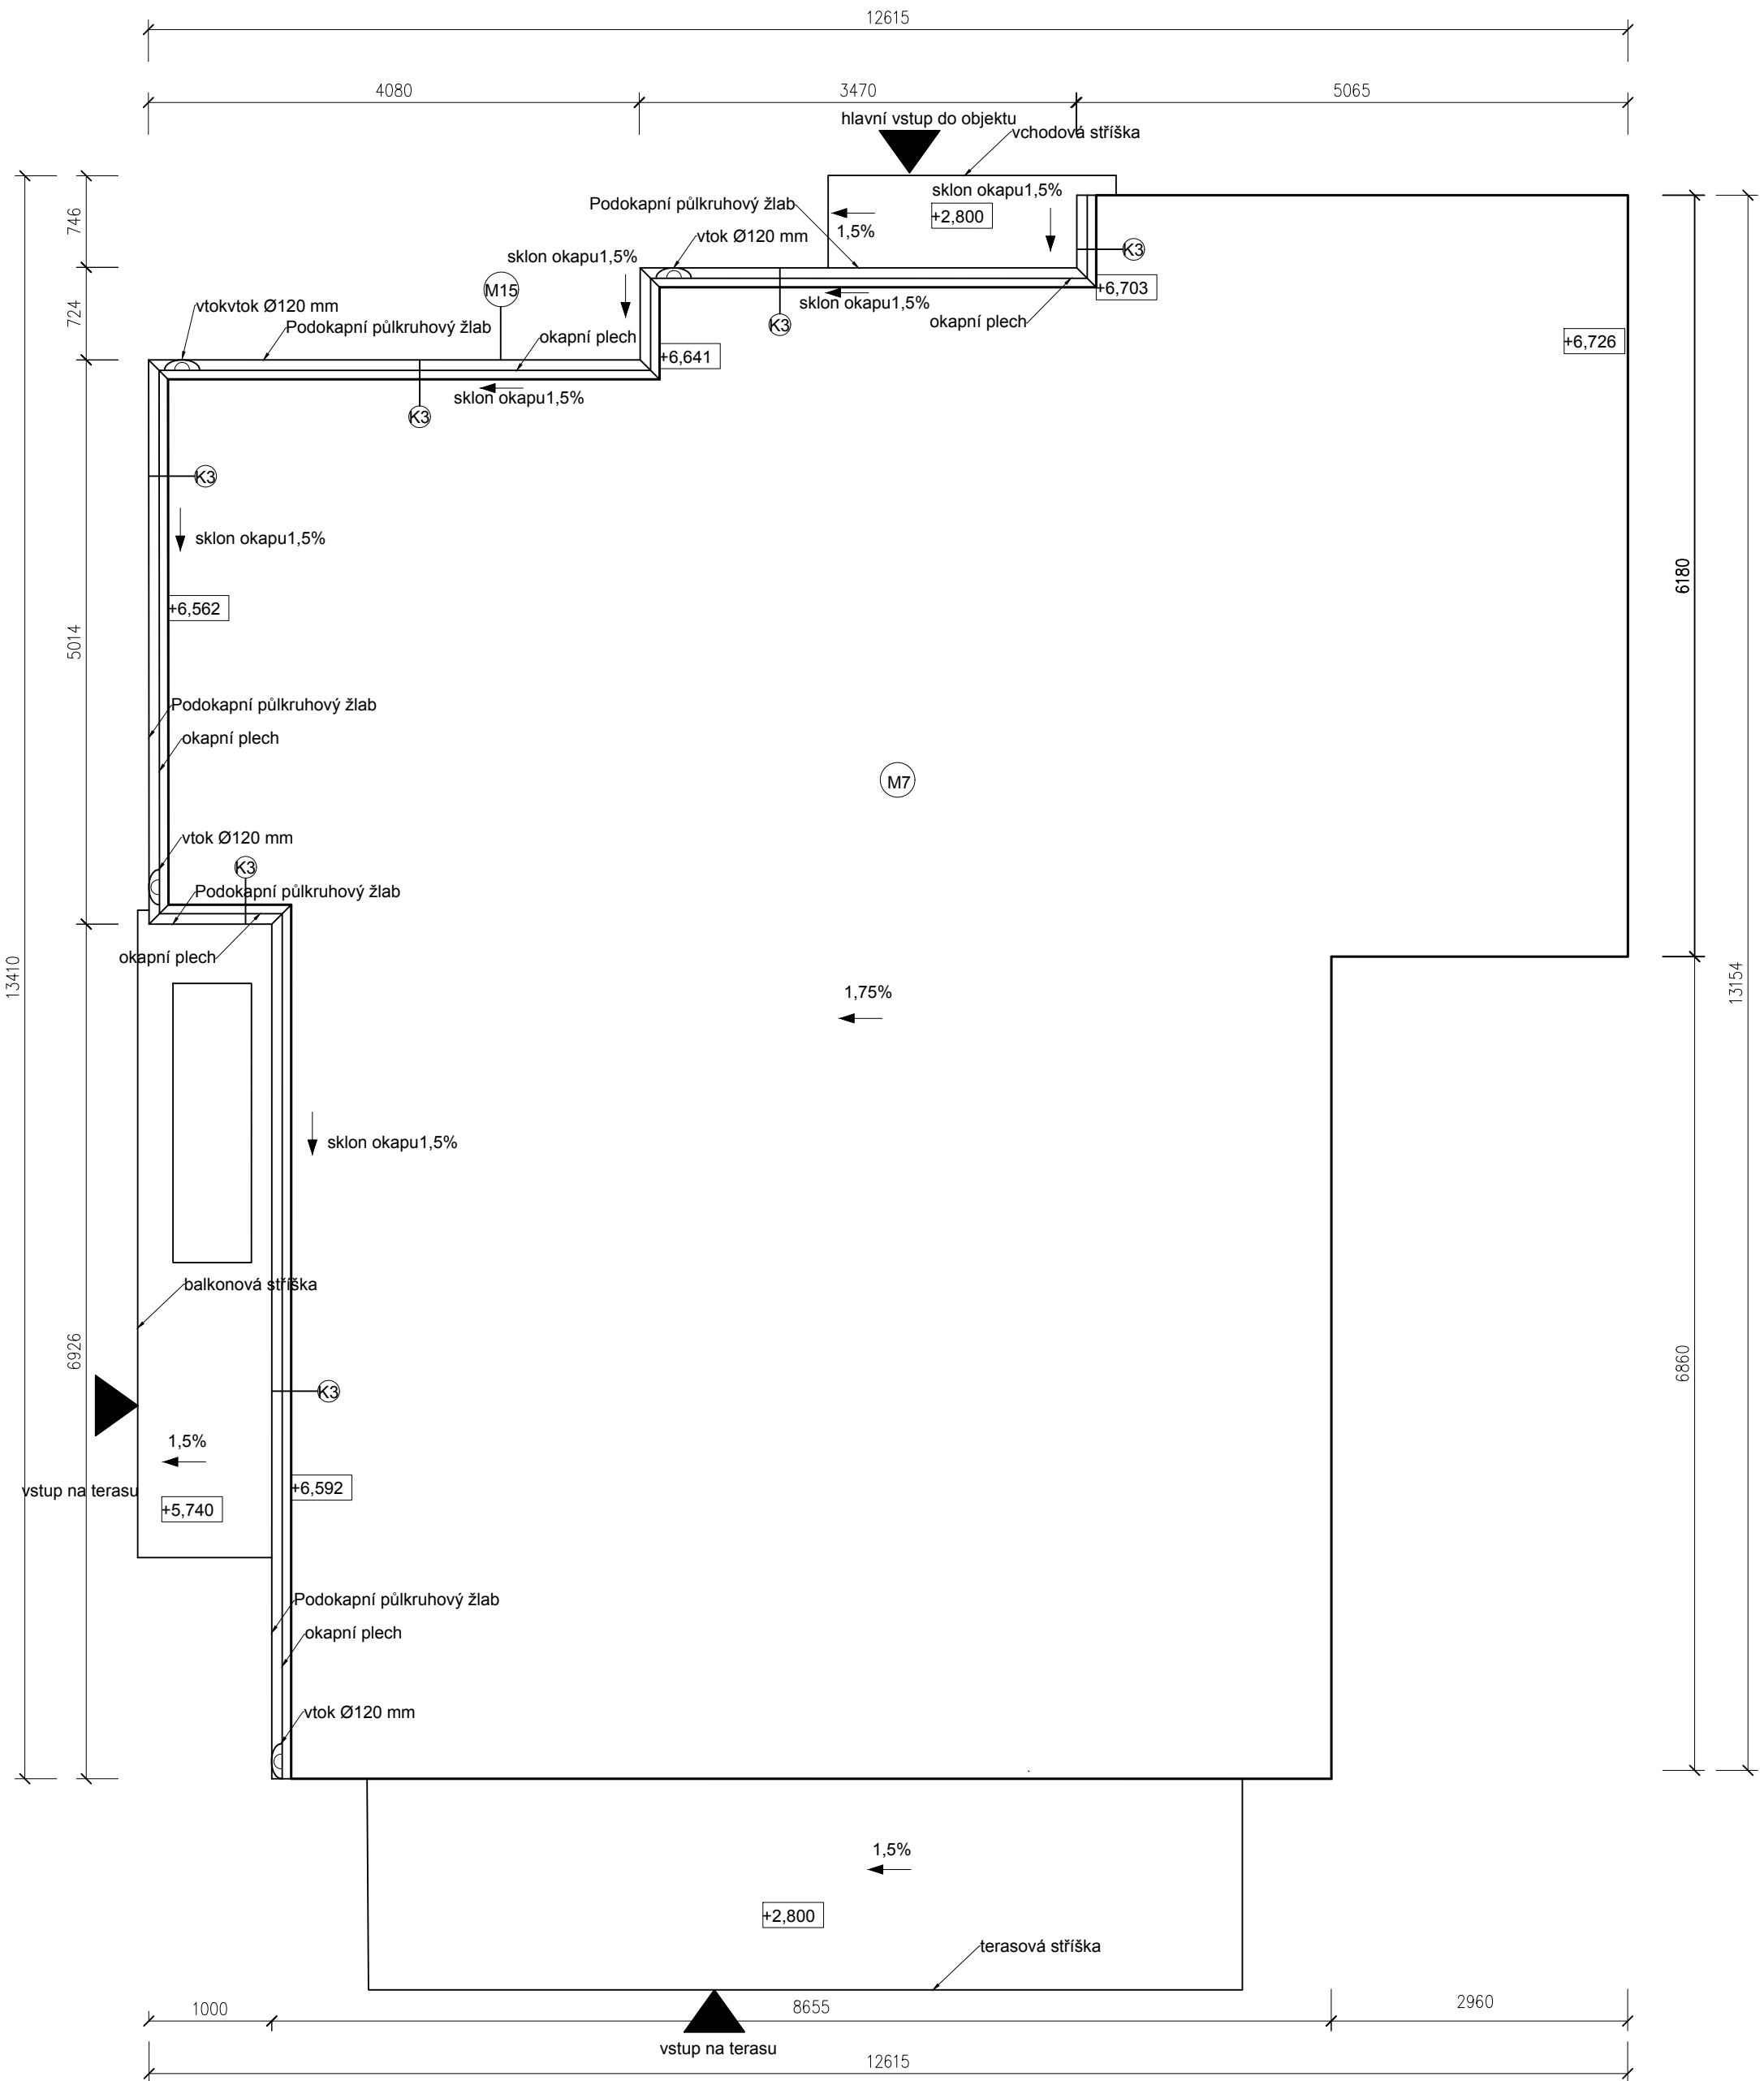 12615
4080
3470
5065
hlavní vstup do objektu
vchodová stříška
sklon okapu1,5%
Podokapní půlkruhový žlab
+2,800
1,5%
746
vtok Ø120 mm
K3
sklon okapu1,5%
+6,703
M15
sklon okapu1,5%
724
vtokvtok Ø120 mm
okapní plech
K3
Podokapní půlkruhový žlab
okapní plech
+6,726
+6,641
sklon okapu1,5%
K3
K3
sklon okapu1,5%
6180
+6,562
5014
Podokapní půlkruhový žlab
okapní plech
M7
vtok Ø120 mm
K3
Podokapní půlkruhový žlab
okapní plech
13410
13154
1,75%
sklon okapu1,5%
balkonová stříška
6926
6860
K3
1,5%
+6,592
vstup na terasu
+5,740
Podokapní půlkruhový žlab
okapní plech
vtok Ø120 mm
1,5%
+2,800
terasová stříška
1000
8655
2960
vstup na terasu
12615